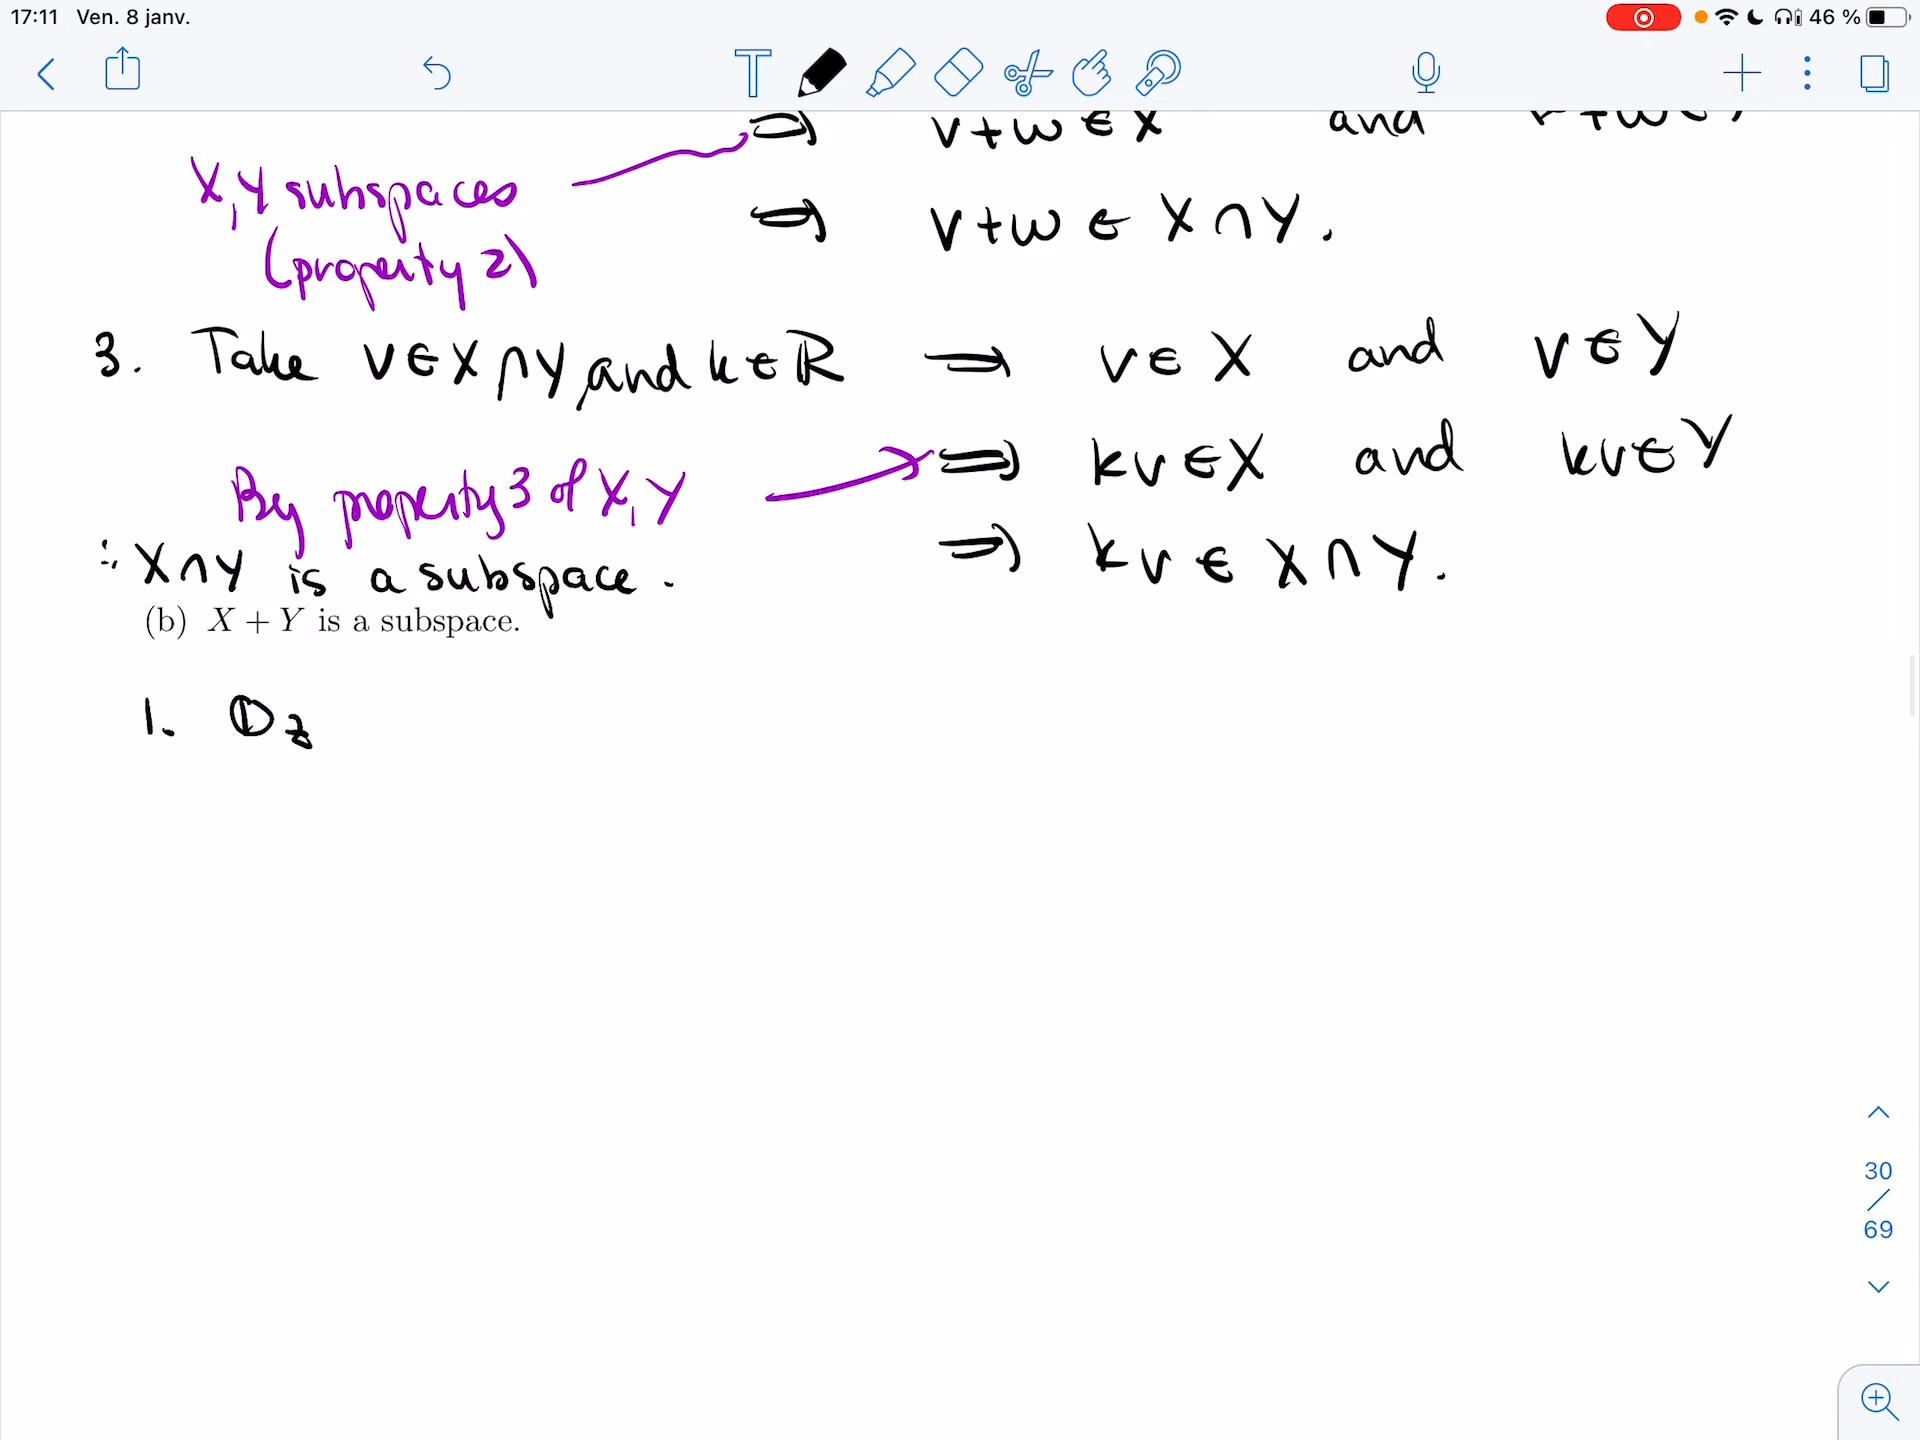 17:11 Ven. 8 janv. 46 %
⇒ v+w ∈ X and
X, Y subspaces
⇒ v+w ∈ X ∩ Y.
(property 2)
3. Take v ∈ X ∩ Y, and k ∈ ℝ ⇒ v ∈ X and v ∈ Y
⇒ kv ∈ X and kv ∈ Y
By property 3 of X, Y
⇒ kv ∈ X ∩ Y.
∴ X ∩ Y is a subspace.
(b) X + Y is a subspace.
1. 𝟘z
30
/
69